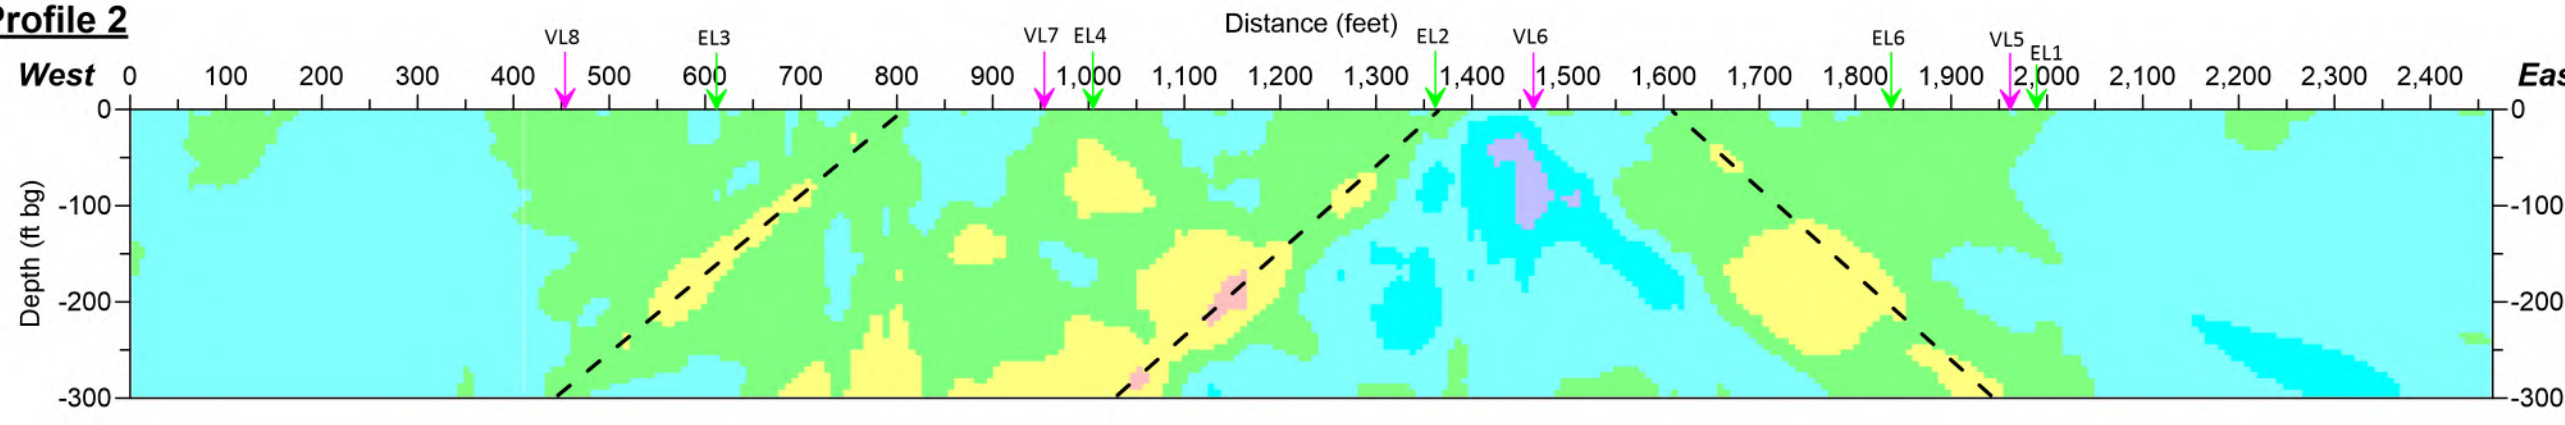 Profile 2
Distance (feet)
VL8 EL3 VL7 EL4 EL2 VL6 EL6 VL5 EL1
West 0 100 200 300 400 500 600 700 800 900 1,000 1,100 1,200 1,300 1,400 1,500 1,600 1,700 1,800 1,900 2,000 2,100 2,200 2,300 2,400 Eas
0 0
-100 -100
-200 -200
-300 -300
Depth (ft bg)